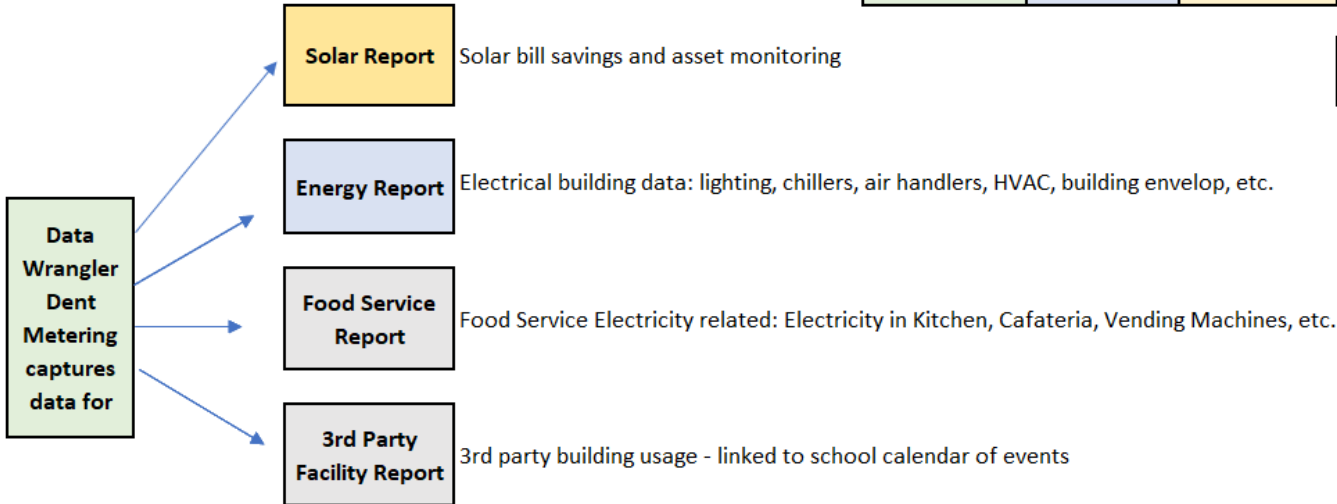 Solar Report
Solar bill savings and asset monitoring
Energy Report
Electrical building data: lighting, chillers, air handlers, HVAC, building envelop, etc.
Data
Wrangler
Dent
Metering
captures
data for
Food Service
Report
Food Service Electricity related: Electricity in Kitchen, Cafateria, Vending Machines, etc.
3rd Party
Facility Report
3rd party building usage - linked to school calendar of events